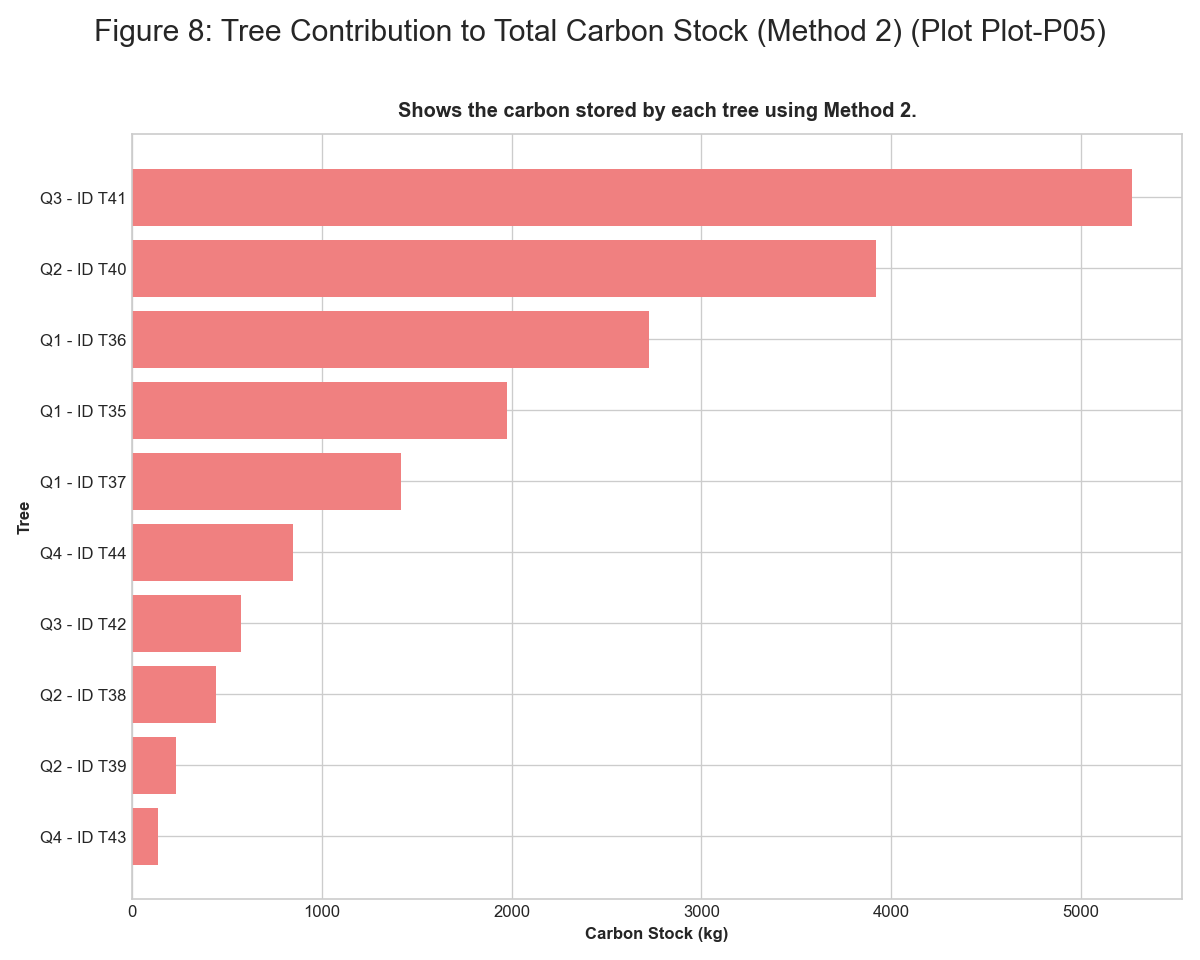 Figure 8: Tree Contribution to Total Carbon Stock (Method 2) (Plot Plot-P05)
Shows the carbon stored by each tree using Method 2.
Q3 - ID T41
Q2 - ID T40
Q1 - ID T36
Q1 - ID T35
Q1 - ID T37
Q4 - ID T44
Q3 - ID T42
Q2 - ID T38
Q2 - ID T39
Q4 - ID T43
Tree
0 1000 2000 3000 4000 5000
Carbon Stock (kg)